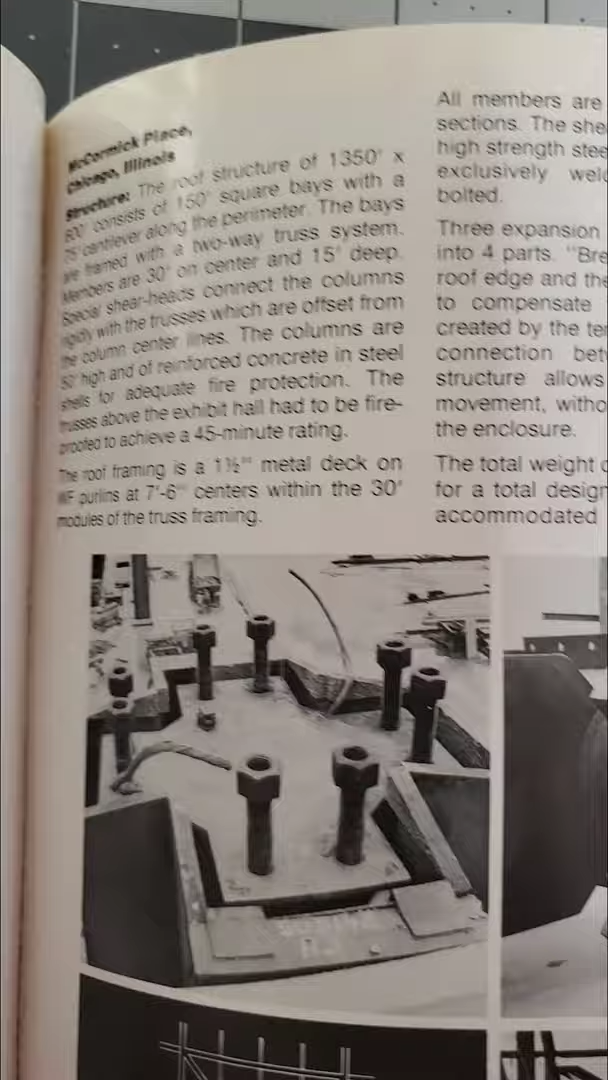 McCormick Place,
Chicago, Illinois
Structure: The roof structure of 1350' x
600' consists of 150' square bays with a
75' cantilever along the perimeter. The bays
are framed with a two-way truss system.
Members are 30' on center and 15' deep.
Special shear-heads connect the columns
rigidly with the trusses which are offset from
the column center lines. The columns are
50' high and of reinforced concrete in steel
shells for adequate fire protection. The
trusses above the exhibit hall had to be fire-
proofed to achieve a 45-minute rating.
The roof framing is a 1½" metal deck on
WF purlins at 7'-6" centers within the 30'
modules of the truss framing.
All members are
sections. The she
high strength stee
exclusively weld
bolted.
Three expansion
into 4 parts. "Bre
roof edge and the
to compensate
created by the te
connection bet
structure allows
movement, witho
the enclosure.
The total weight o
for a total design
accommodated